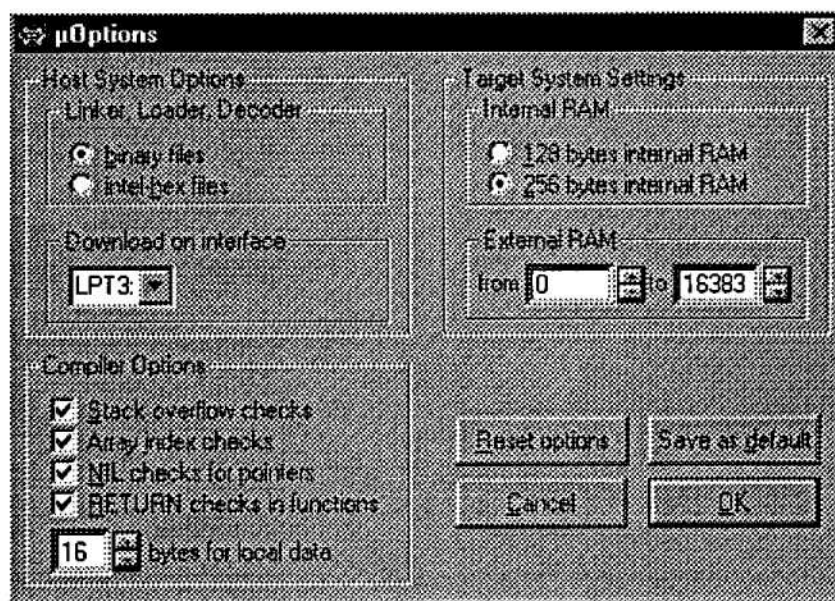 µOptions
Host System Options
Linker, Loader, Decoder
binary files
intel-hex files
Download on interface
LPT3:
Target System Settings
Internal RAM
128 bytes internal RAM
256 bytes internal RAM
External RAM
from 0 to 16383
Compiler Options
Stack overflow checks
Array index checks
NIL checks for pointers
RETURN checks in functions
16 bytes for local data
Reset options Save as default
Cancel OK